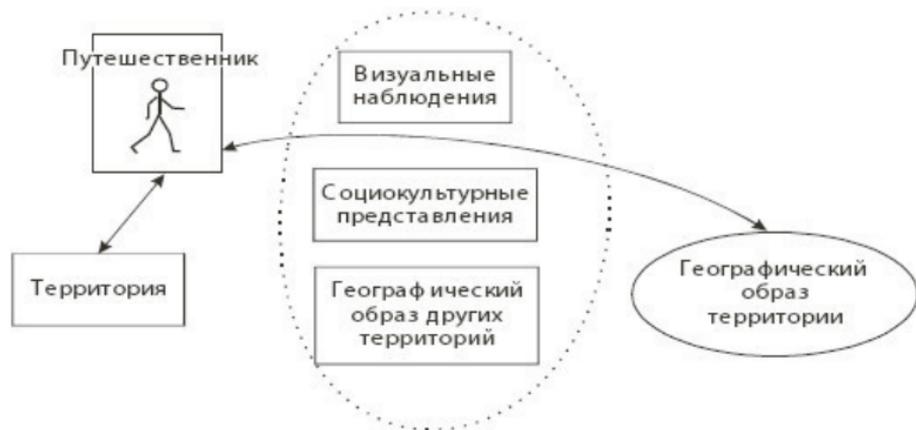 Путешественник
Территория
Визуальные
наблюдения
Социокультурные
представления
Географический
образ других
территорий
Географический
образ
территории